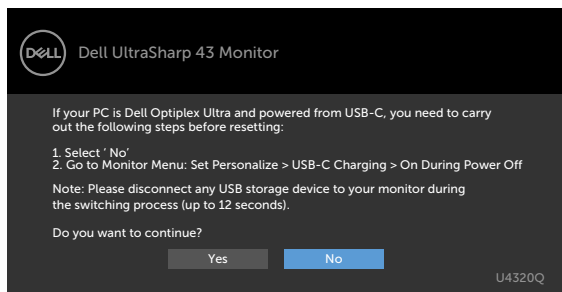 DELL
Dell UltraSharp 43 Monitor
If your PC is Dell Optiplex Ultra and powered from USB-C, you need to carry
out the following steps before resetting:
1. Select ‘ No’
2. Go to Monitor Menu: Set Personalize > USB-C Charging > On During Power Off
Note: Please disconnect any USB storage device to your monitor during
the switching process (up to 12 seconds).
Do you want to continue?
Yes
No
U4320Q